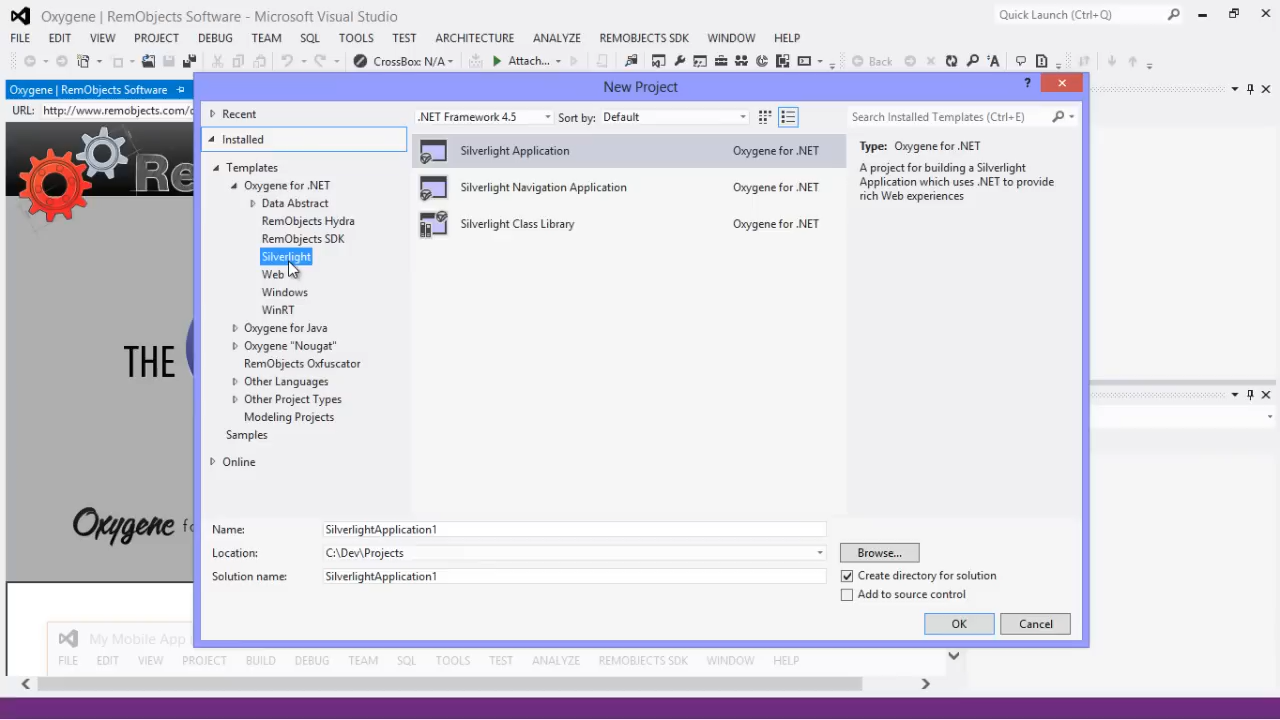 Oxygene | RemObjects Software - Microsoft Visual Studio
Quick Launch (Ctrl+Q)
FILE EDIT VIEW PROJECT DEBUG TEAM SQL TOOLS TEST ARCHITECTURE ANALYZE REMOBJECTS SDK WINDOW HELP
CrossBox: N/A
Attach...
Back
Oxygene | RemObjects Software
URL: http://www.remobjects.com/
Re
THE
Oxygene
New Project
?
Recent
Installed
Templates
Oxygene for .NET
Data Abstract
RemObjects Hydra
RemObjects SDK
Silverlight
Web
Windows
WinRT
Oxygene for Java
Oxygene "Nougat"
RemObjects Oxfuscator
Other Languages
Other Project Types
Modeling Projects
Samples
Online
.NET Framework 4.5
Sort by: Default
Silverlight Application Oxygene for .NET
Silverlight Navigation Application Oxygene for .NET
Silverlight Class Library Oxygene for .NET
Search Installed Templates (Ctrl+E)
Type: Oxygene for .NET
A project for building a Silverlight
Application which uses .NET to provide
rich Web experiences
Name: SilverlightApplication1
Location: C:\Dev\Projects
Browse...
Solution name: SilverlightApplication1
Create directory for solution
Add to source control
OK
Cancel
My Mobile App
FILE EDIT VIEW PROJECT BUILD DEBUG TEAM SQL TOOLS TEST ANALYZE REMOBJECTS SDK WINDOW HELP